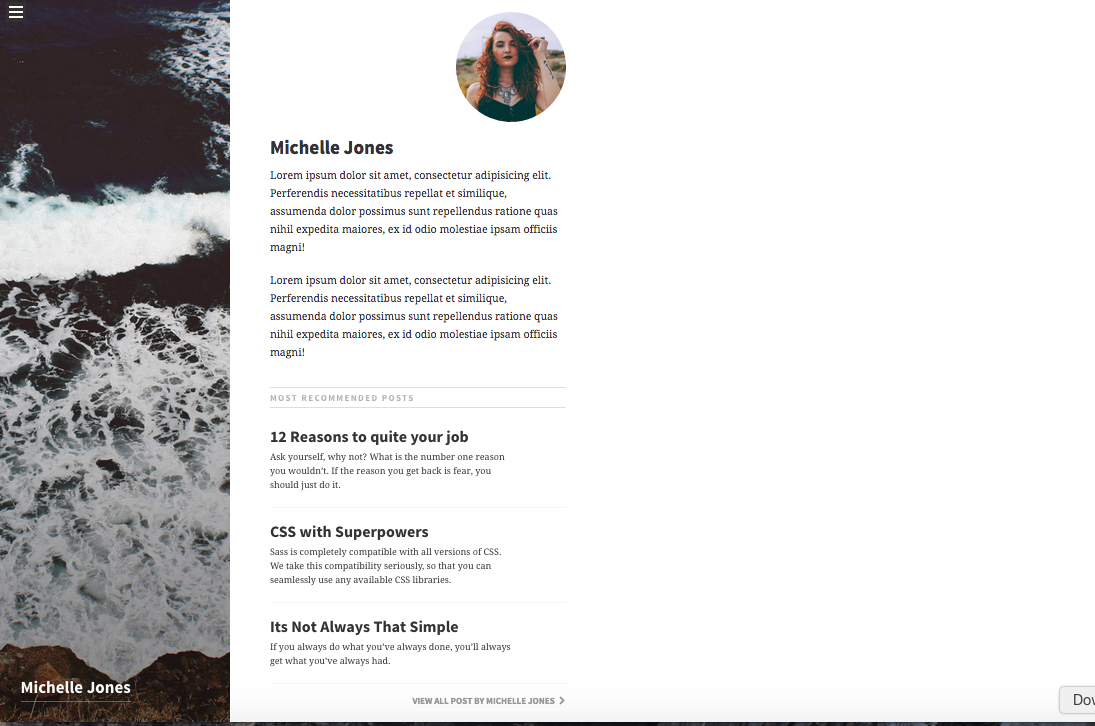 Michelle Jones
Lorem ipsum dolor sit amet, consectetur adipisicing elit.
Perferendis necessitatibus repellat et similique,
assumenda dolor possimus sunt repellendus ratione quas
nihil expedita maiores, ex id odio molestiae ipsam officiis
magni!
Lorem ipsum dolor sit amet, consectetur adipisicing elit.
Perferendis necessitatibus repellat et similique,
assumenda dolor possimus sunt repellendus ratione quas
nihil expedita maiores, ex id odio molestiae ipsam officiis
magni!
MOST RECOMMENDED POSTS
12 Reasons to quite your job
Ask yourself, why not? What is the number one reason
you wouldn't. If the reason you get back is fear, you
should just do it.
CSS with Superpowers
Sass is completely compatible with all versions of CSS.
We take this compatibility seriously, so that you can
seamlessly use any available CSS libraries.
Its Not Always That Simple
If you always do what you've always done, you'll always
get what you've always had.
VIEW ALL POST BY MICHELLE JONES
Michelle Jones